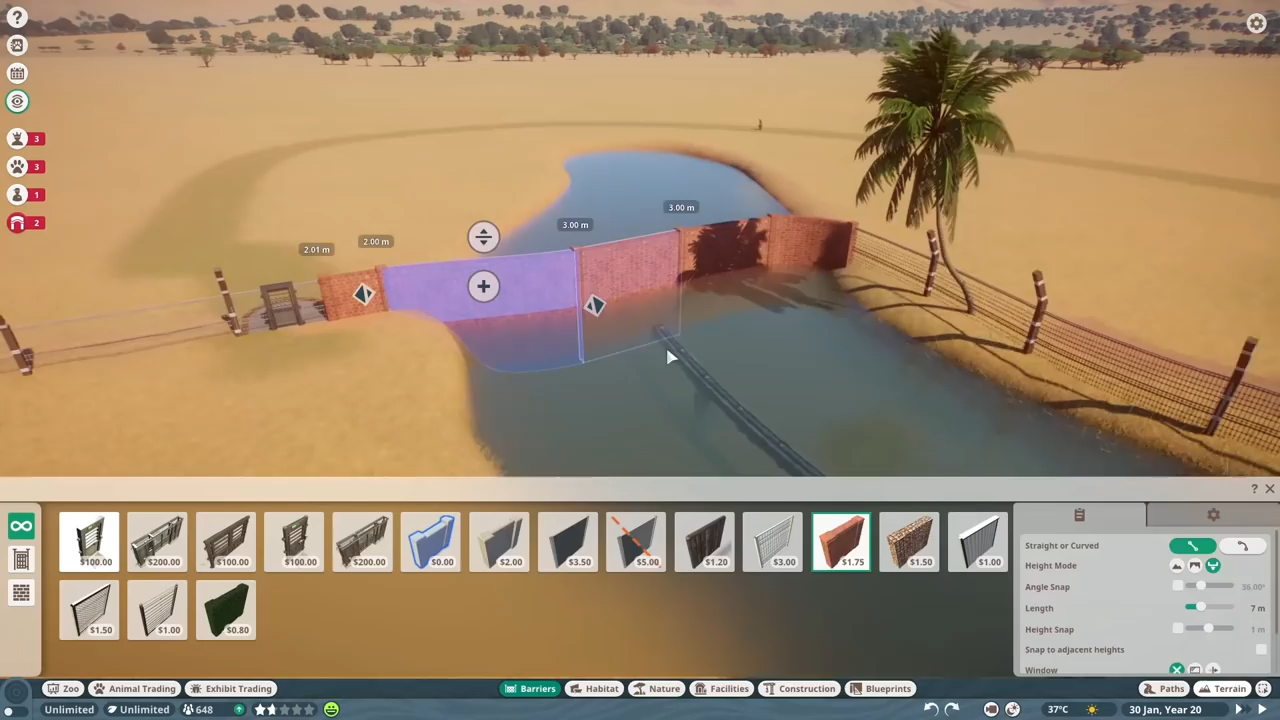 ?
3
3
1
2
2.01 m
2.00 m
3.00 m
3.00 m
?
$100.00 $200.00 $100.00 $100.00 $200.00 $0.00 $2.00 $3.50 $5.00 $1.20 $3.00 $1.75 $1.50 $1.00
$1.50 $1.00 $0.80
Straight or Curved
Height Mode
Angle Snap 36.00°
Length 7 m
Height Snap 1 m
Snap to adjacent heights
Window
Zoo Animal Trading Exhibit Trading Barriers Habitat Nature Facilities Construction Blueprints Paths Terrain
Unlimited Unlimited 648 37°C 30 Jan, Year 20